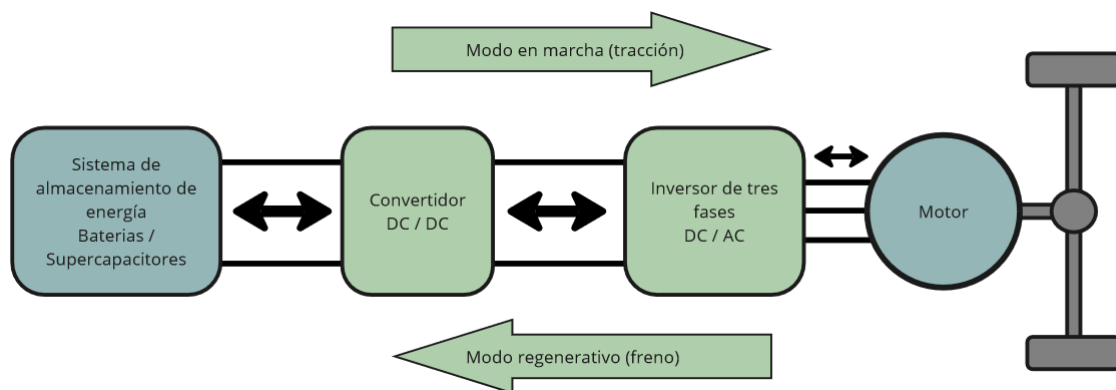 Modo en marcha (tracción)
Sistema de
almacenamiento de
energía
Baterias /
Supercapacitores
Convertidor
DC / DC
Inversor de tres
fases
DC / AC
Motor
Modo regenerativo (freno)